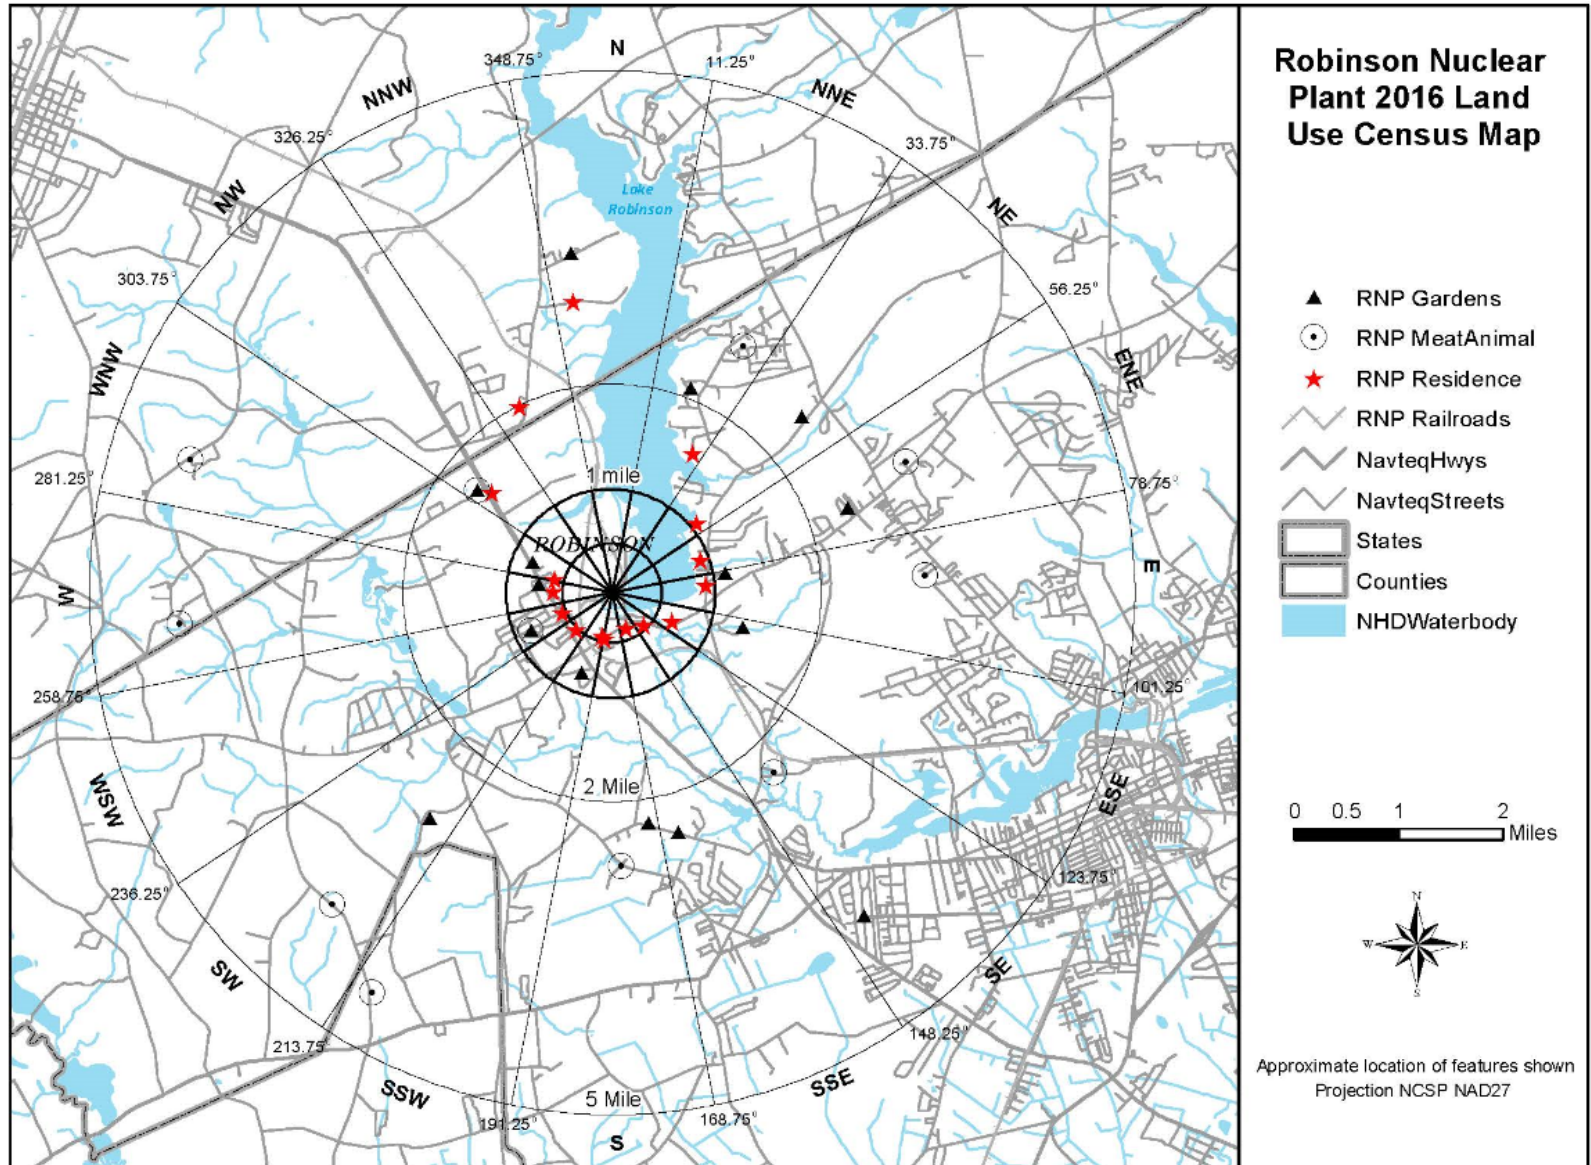 Robinson Nuclear
Plant 2016 Land
Use Census Map
N
348.75°
11.25°
NNW
NNE
326.25°
33.75°
NW
NE
Lake
Robinson
303.75°
56.25°
WNW
ENE
281.25°
78.75°
1 mile
ROBINSON
W
E
258.75°
101.25°
WSW
2 Mile
ESE
236.25°
123.75°
SW
SE
213.75°
148.25°
SSW
SSE
5 Mile
191.25°
168.75°
S
RNP Gardens
RNP MeatAnimal
RNP Residence
RNP Railroads
NavteqHwys
NavteqStreets
States
Counties
NHDWaterbody
0 0.5 1 2
Miles
N
W E
S
Approximate location of features shown
Projection NCSP NAD27